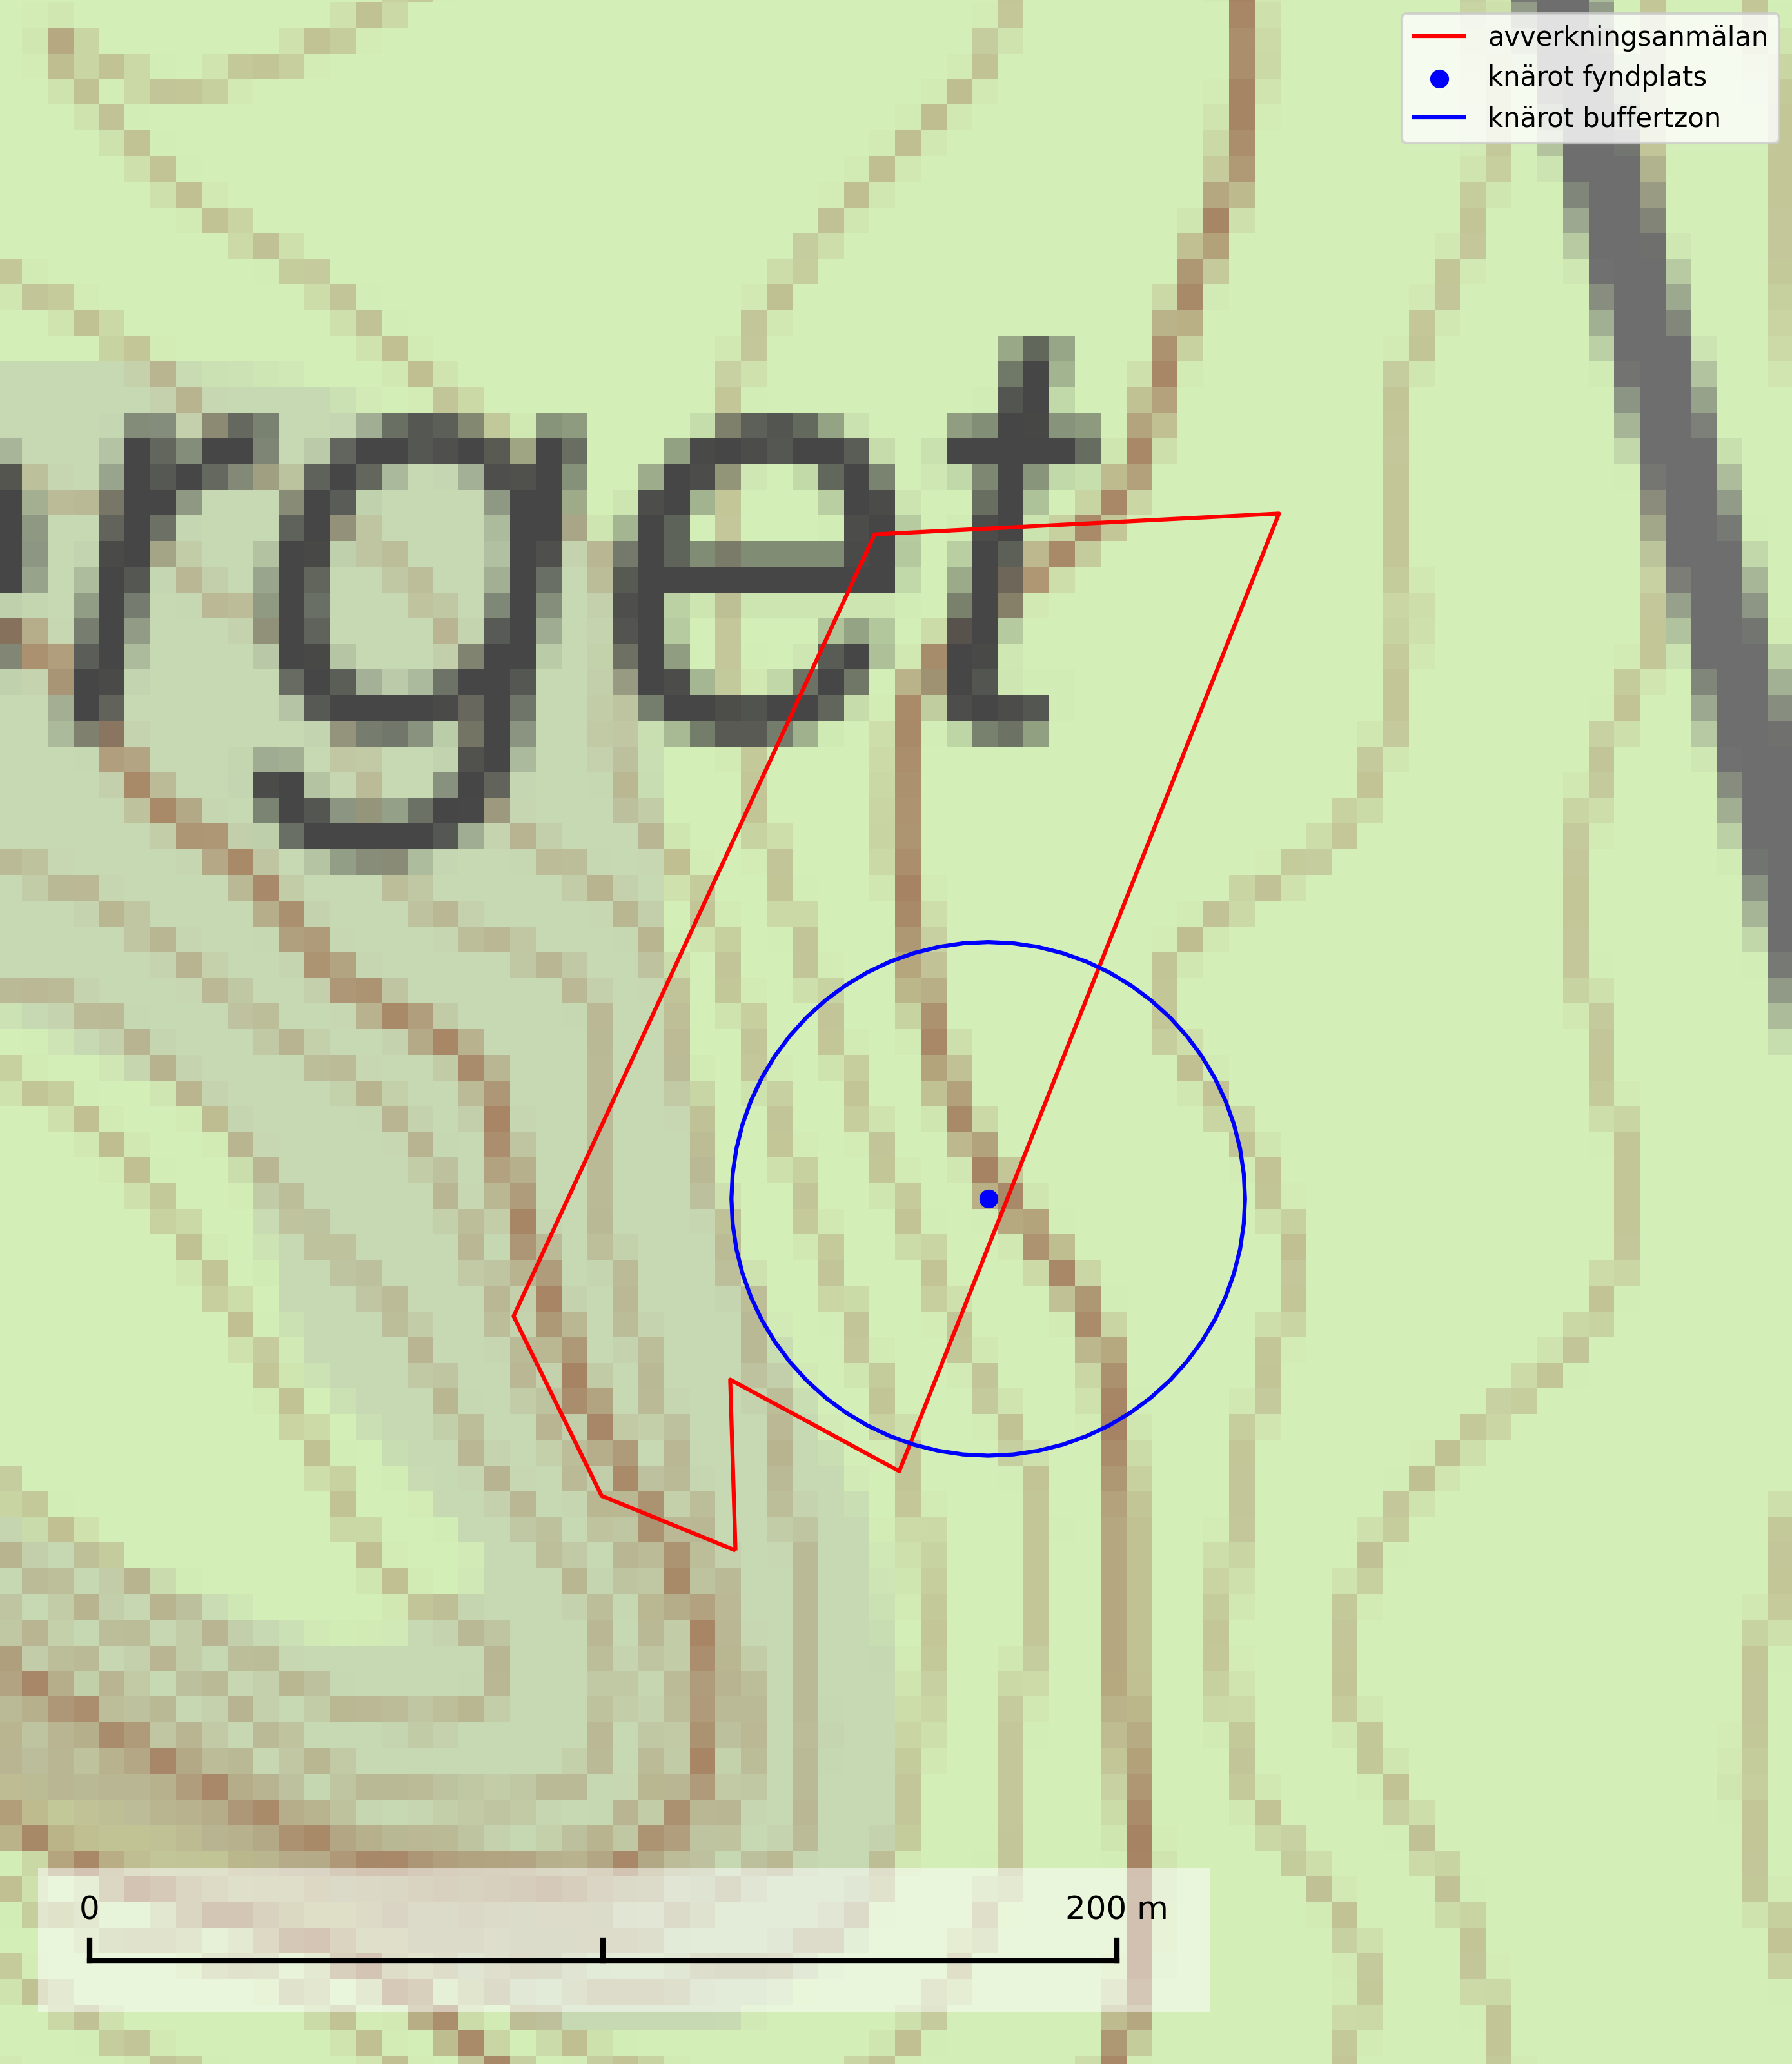 avverkningsanmälan
knärot fyndplats
knärot buffertzon
rget
0 200 m